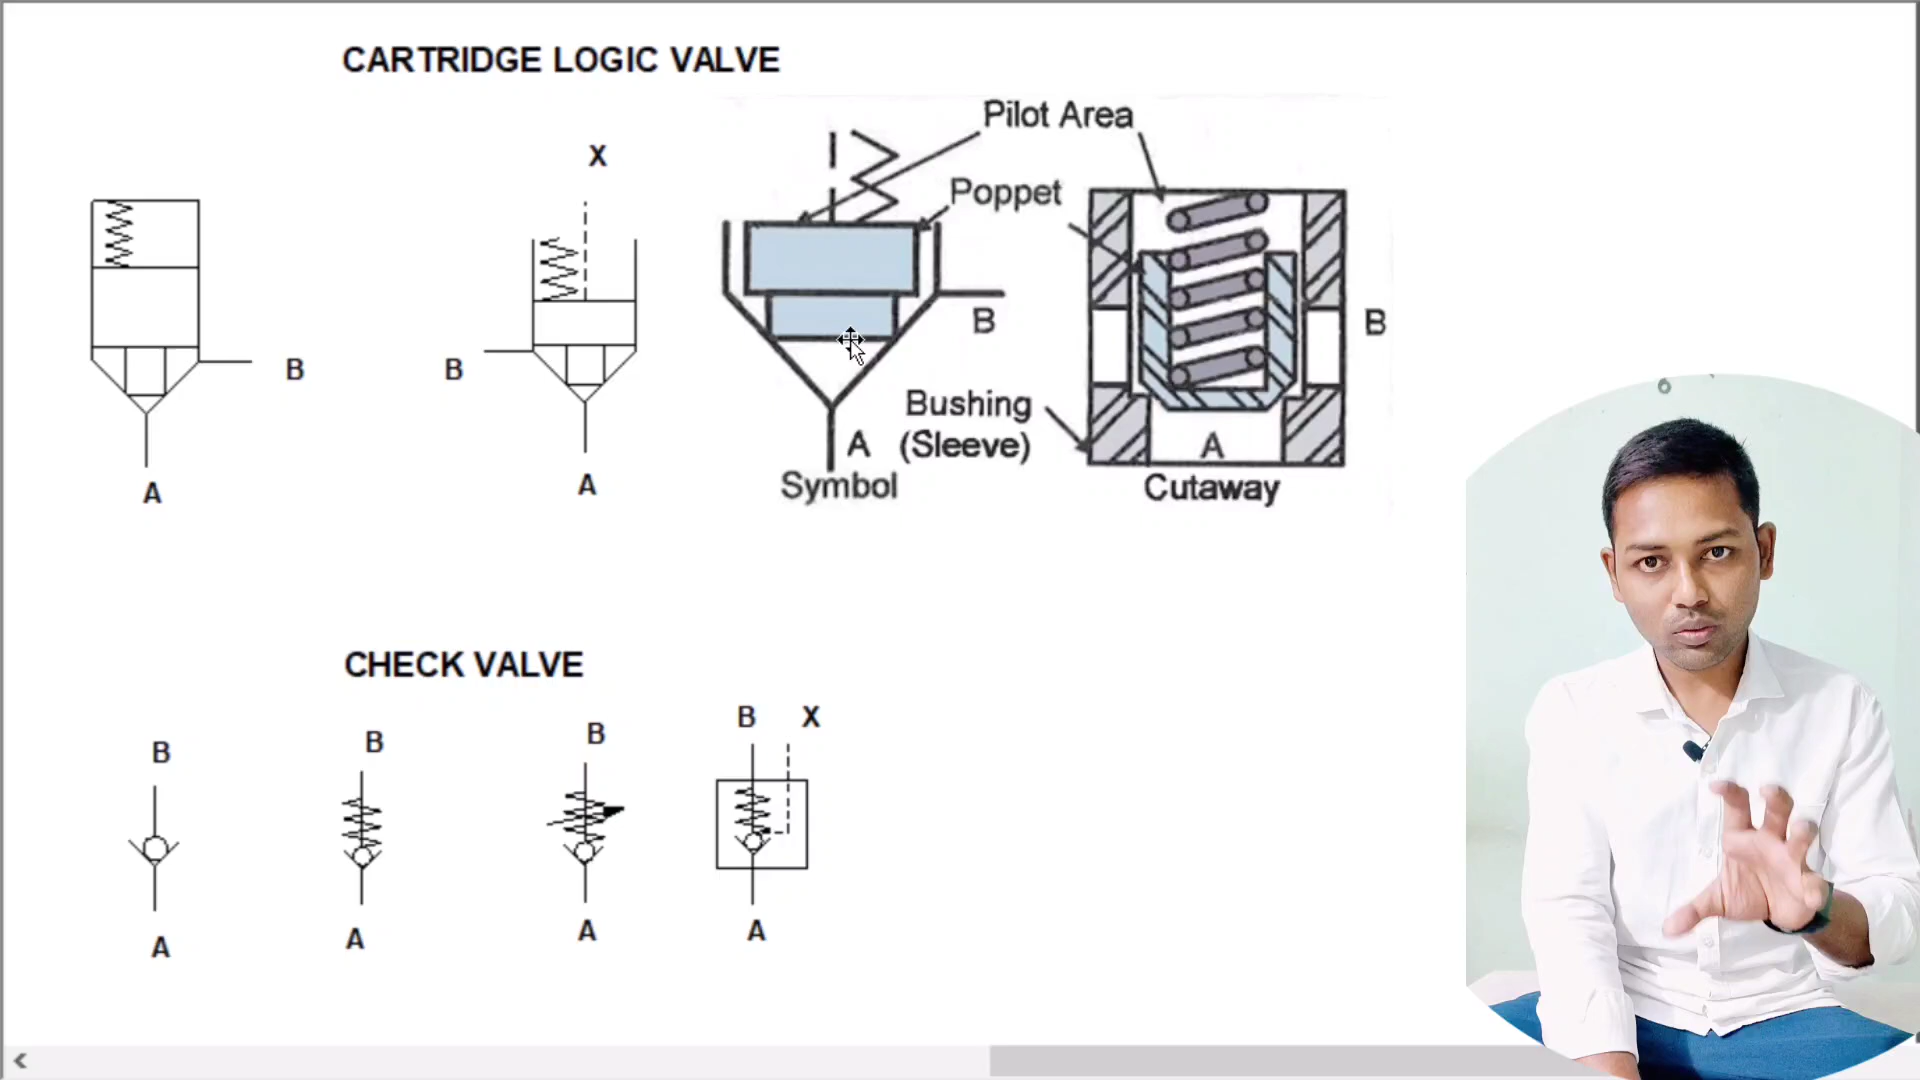 CARTRIDGE LOGIC VALVE
Pilot Area
X
Poppet
B
B
B
B
Bushing
(Sleeve)
A
A
A
A
Symbol
Cutaway
CHECK VALVE
B
B
B
B
X
A
A
A
A